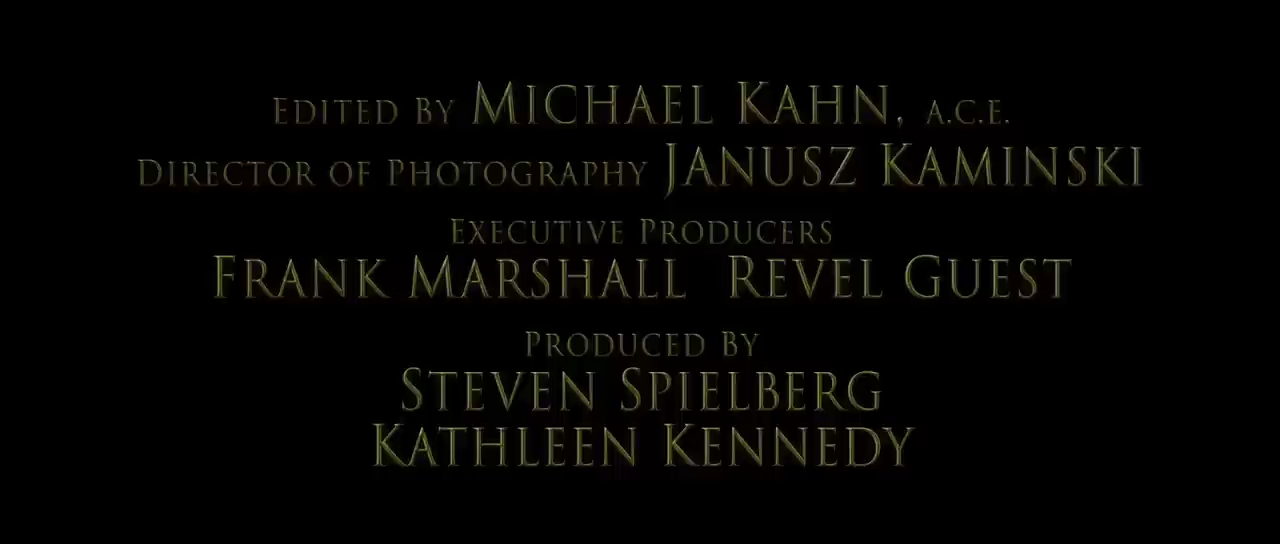 EDITED BY MICHAEL KAHN, A.C.E.
DIRECTOR OF PHOTOGRAPHY JANUSZ KAMINSKI
EXECUTIVE PRODUCERS
FRANK MARSHALL REVEL GUEST
PRODUCED BY
STEVEN SPIELBERG
KATHLEEN KENNEDY